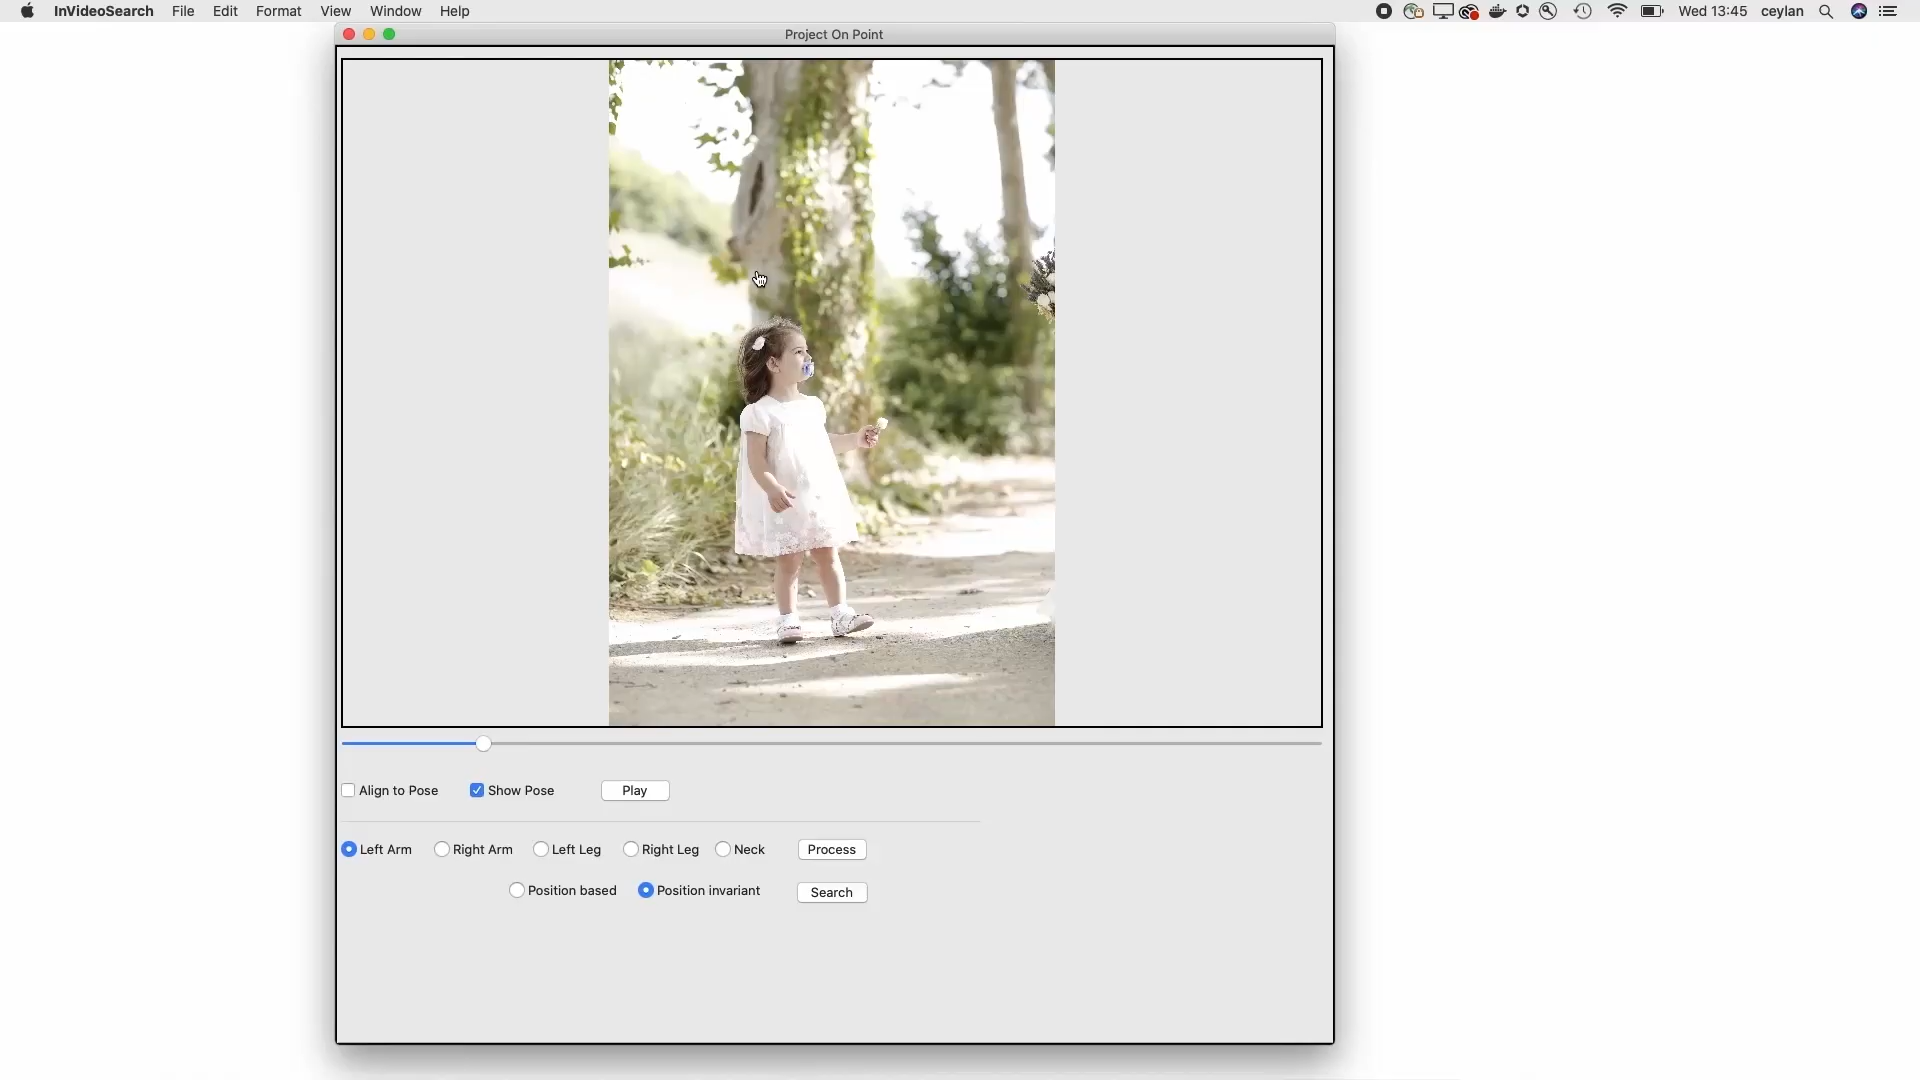 InVideoSearch File Edit Format View Window Help Wed 13:45 ceylan
Project On Point
Align to Pose Show Pose Play
Left Arm Right Arm Left Leg Right Leg Neck Process
Position based Position invariant Search